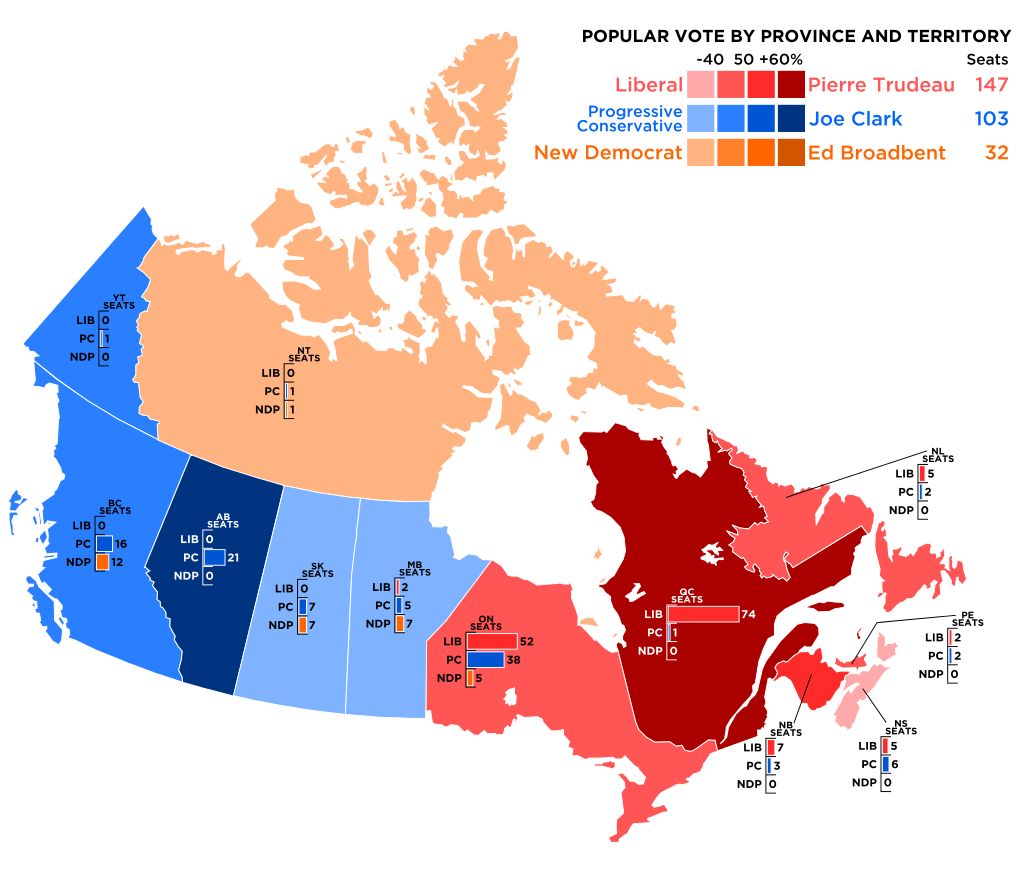 POPULAR VOTE BY PROVINCE AND TERRITORY
-40 50 +60% Seats
Liberal Pierre Trudeau 147
Progressive
Conservative Joe Clark 103
New Democrat Ed Broadbent 32
YT
SEATS
LIB 0
PC 1
NDP 0
NT
SEATS
LIB 0
PC 1
NDP 1
NL
SEATS
LIB 5
PC 2
NDP 0
BC
SEATS
LIB 0
PC 16
NDP 12
AB
SEATS
LIB 0
PC 21
NDP 0
SK
SEATS
LIB 0
PC 7
NDP 7
MB
SEATS
LIB 2
PC 5
NDP 7
ON
SEATS
LIB 52
PC 38
NDP 5
QC
SEATS
LIB 74
PC 1
NDP 0
PE
SEATS
LIB 2
PC 2
NDP 0
NB
SEATS
LIB 7
PC 3
NDP 0
NS
SEATS
LIB 5
PC 6
NDP 0